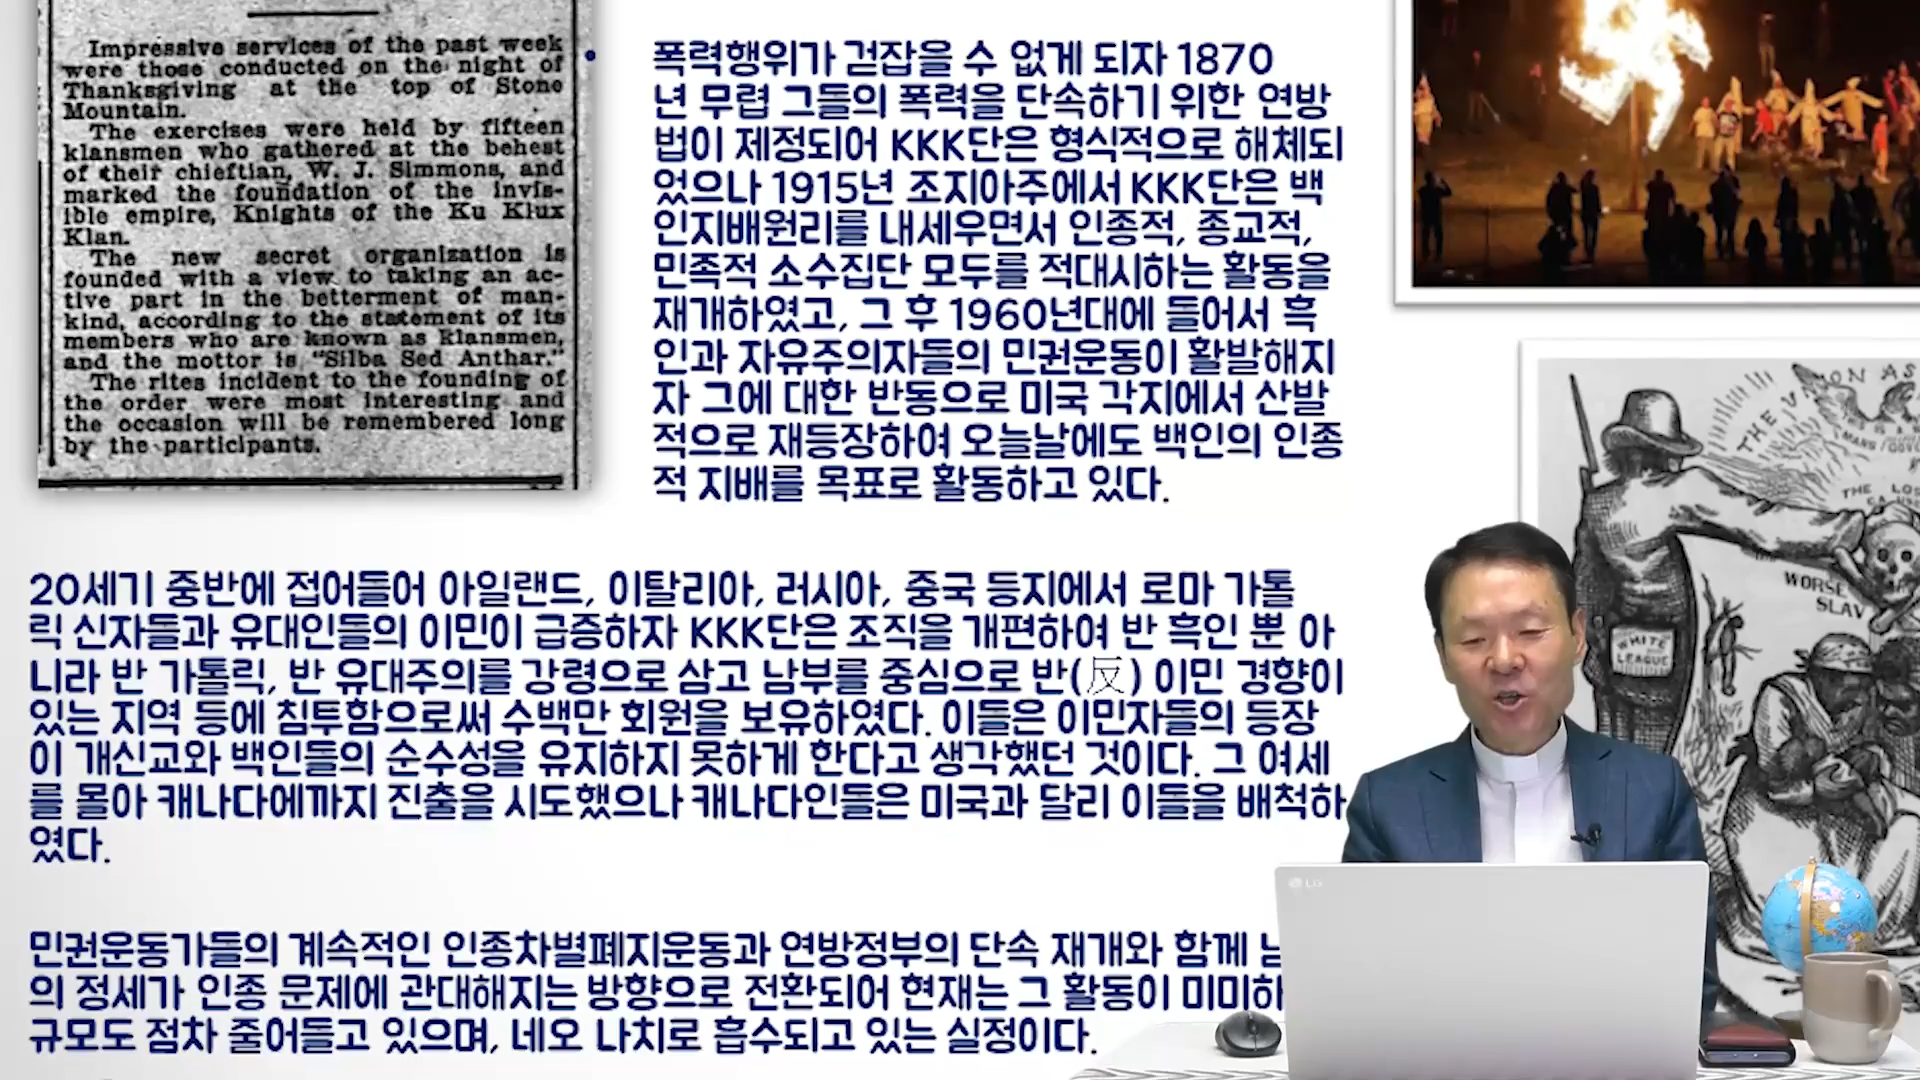 Impressive services of the past week
were those conducted on the night of
Thanksgiving at the top of Stone
Mountain.
The exercises were held by fifteen
klansmen who gathered at the behest
of their chieftian, W. J. Simmons, and
marked the foundation of the invis-
ible empire, Knights of the Ku Klux
Klan.
The new secret organization is
founded with a view to taking an ac-
tive part in the betterment of man-
kind, according to the statement of its
members who are known as klansmen,
and the mottor is "Silba Sed Anthar."
The rites incident to the founding of
the order were most interesting and
the occasion will be remembered long
by the participants.
• 폭력행위가 걷잡을 수 없게 되자 1870
년 무렵 그들의 폭력을 단속하기 위한 연방
법이 제정되어 KKK단은 형식적으로 해체되
었으나 1915년 조지아주에서 KKK단은 백
인지배원리를 내세우면서 인종적, 종교적,
민족적 소수집단 모두를 적대시하는 활동을
재개하였고, 그 후 1960년대에 들어서 흑
인과 자유주의자들의 민권운동이 활발해지
자 그에 대한 반동으로 미국 각지에서 산발
적으로 재등장하여 오늘날에도 백인의 인종
적 지배를 목표로 활동하고 있다.
20세기 중반에 접어들어 아일랜드, 이탈리아, 러시아, 중국 등지에서 로마 가톨
릭 신자들과 유대인들의 이민이 급증하자 KKK단은 조직을 개편하여 반 흑인 뿐 아
니라 반 가톨릭, 반 유대주의를 강령으로 삼고 남부를 중심으로 반(反) 이민 경향이
있는 지역 등에 침투함으로써 수백만 회원을 보유하였다. 이들은 이민자들의 등장
이 개신교와 백인들의 순수성을 유지하지 못하게 한다고 생각했던 것이다. 그 여세
를 몰아 캐나다에까지 진출을 시도했으나 캐나다인들은 미국과 달리 이들을 배척하
였다.
민권운동가들의 계속적인 인종차별폐지운동과 연방정부의 단속 재개와 함께
의 정세가 인종 문제에 관대해지는 방향으로 전환되어 현재는 그 활동이 미미하
규모도 점차 줄어들고 있으며, 네오 나치로 흡수되고 있는 실정이다.
ON AS
THE
THE LOS
WORSE
SLAV
WHITE
LEAGUE
LG